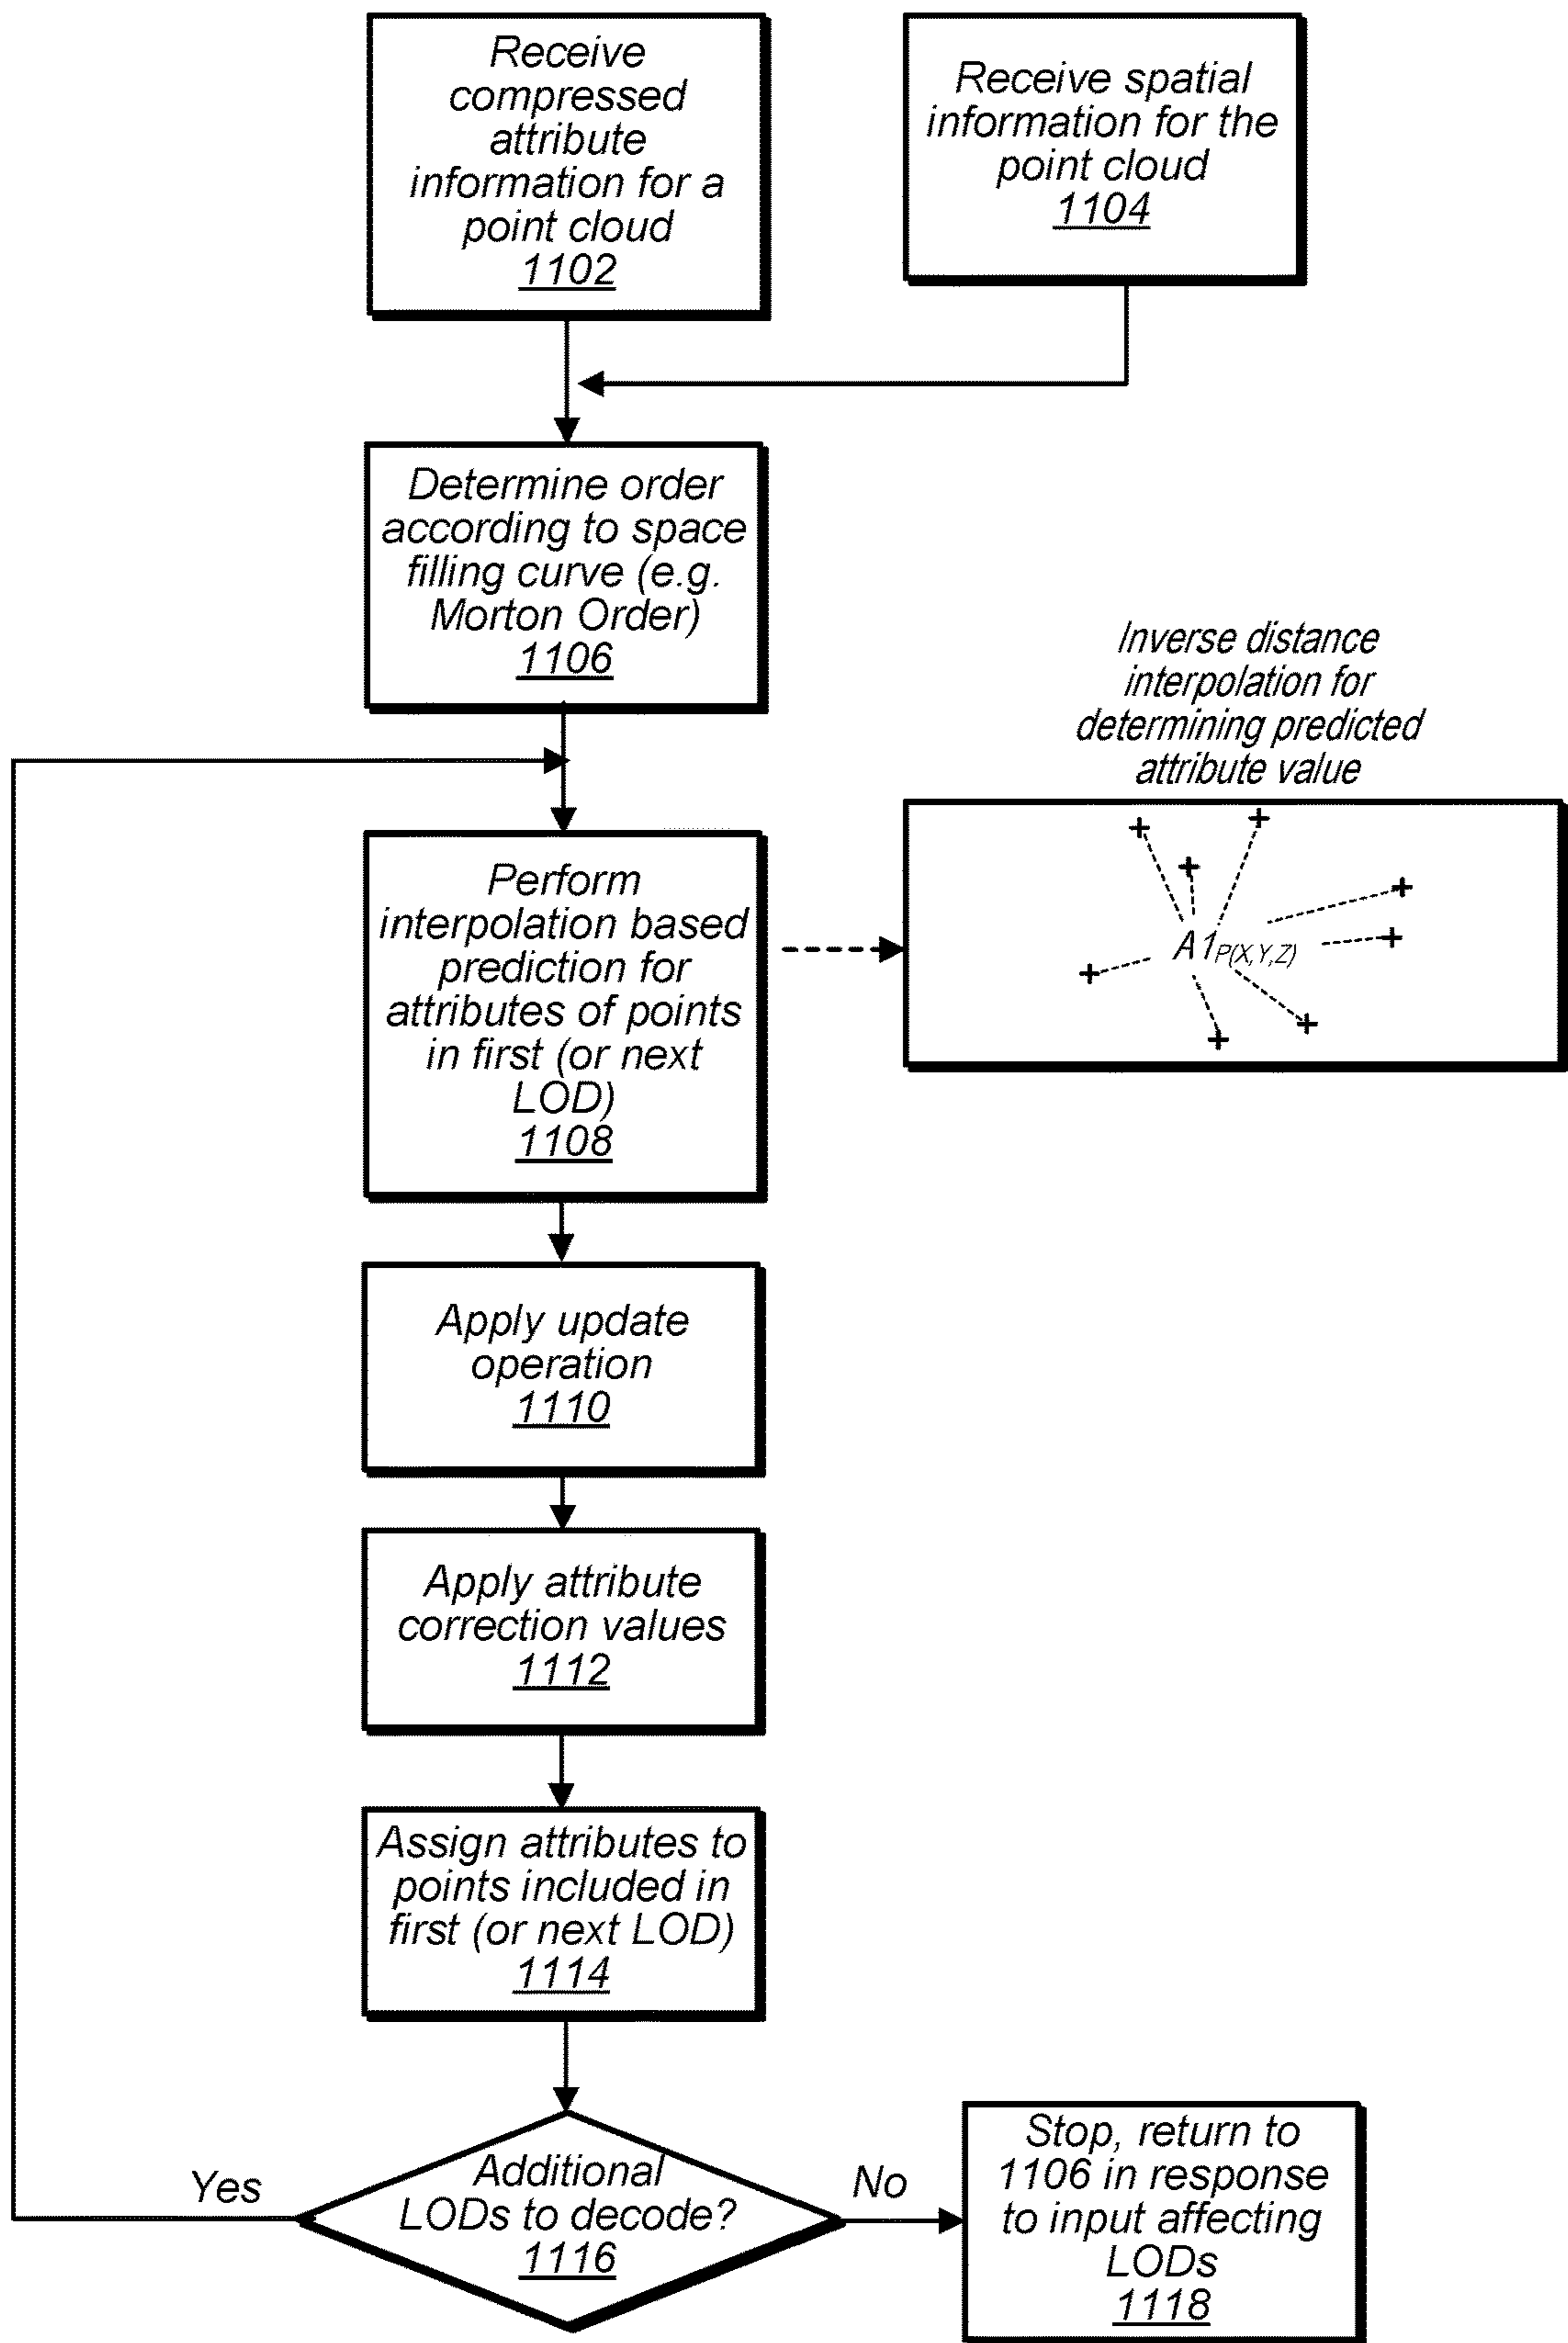 Receive
compressed
attribute
information for a
point cloud
1102
Receive spatial
information for the
point cloud
1104
Determine order
according to space
filling curve (e.g.
Morton Order)
1106
Inverse distance
interpolation for
determining predicted
attribute value
Perform
interpolation based
prediction for
attributes of points
in first (or next
LOD)
1108
A1P(X,Y,Z)
Apply update
operation
1110
Apply attribute
correction values
1112
Assign attributes to
points included in
first (or next LOD)
1114
Additional
LODs to decode?
1116
Yes
No
Stop, return to
1106 in response
to input affecting
LODs
1118